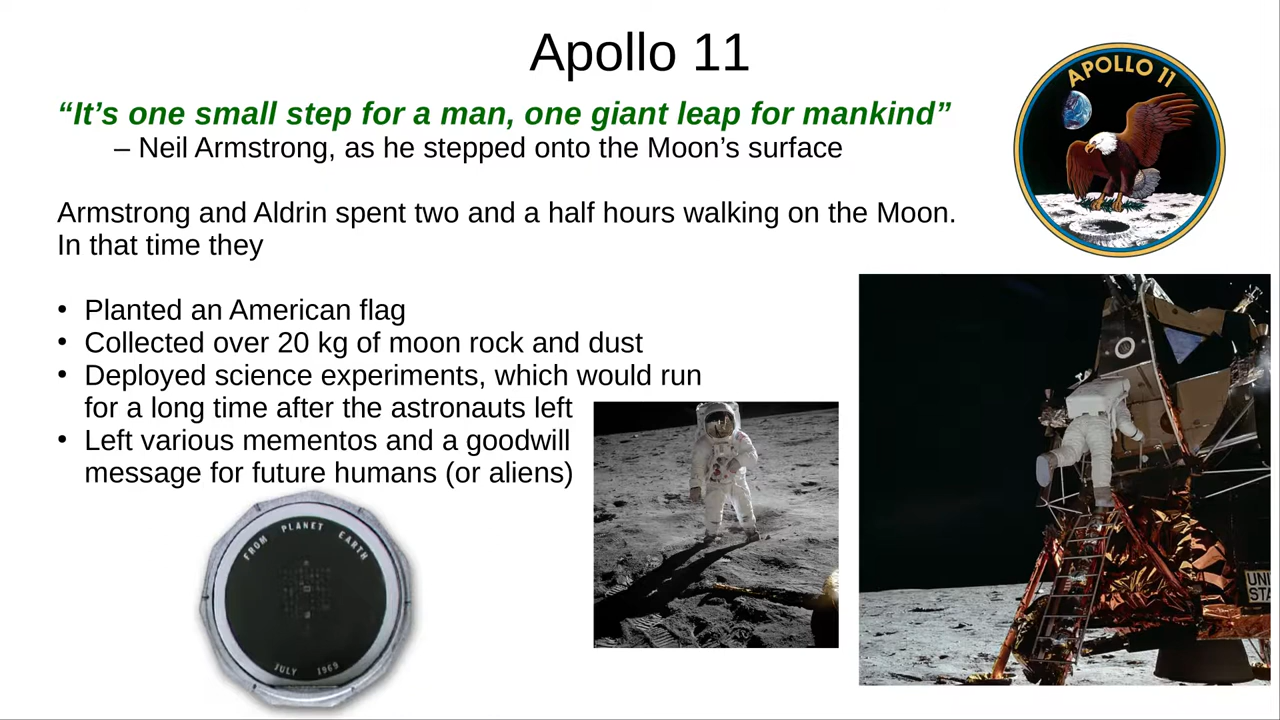 Apollo 11
“It’s one small step for a man, one giant leap for mankind”
– Neil Armstrong, as he stepped onto the Moon’s surface
Armstrong and Aldrin spent two and a half hours walking on the Moon.
In that time they
• Planted an American flag
• Collected over 20 kg of moon rock and dust
• Deployed science experiments, which would run
for a long time after the astronauts left
• Left various mementos and a goodwill
message for future humans (or aliens)
APOLLO 11
FROM PLANET EARTH
JULY 1969
UNI
STA